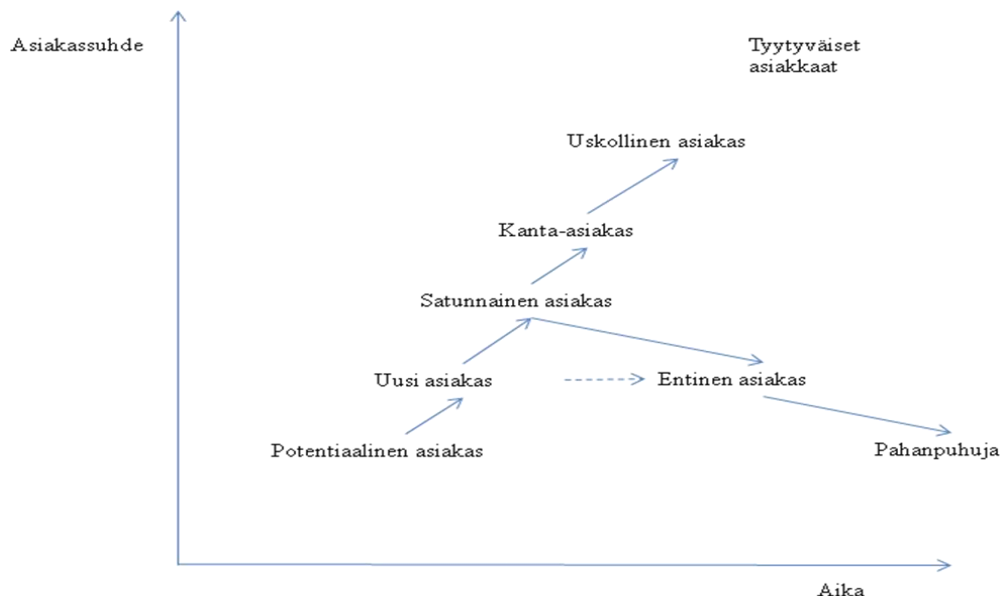 Asiakassuhde
Tyytyväiset
asiakkaat
Uskollinen asiakas
Kanta-asiakas
Satunnainen asiakas
Uusi asiakas
Entinen asiakas
Potentiaalinen asiakas
Pahanpuhuja
Aika